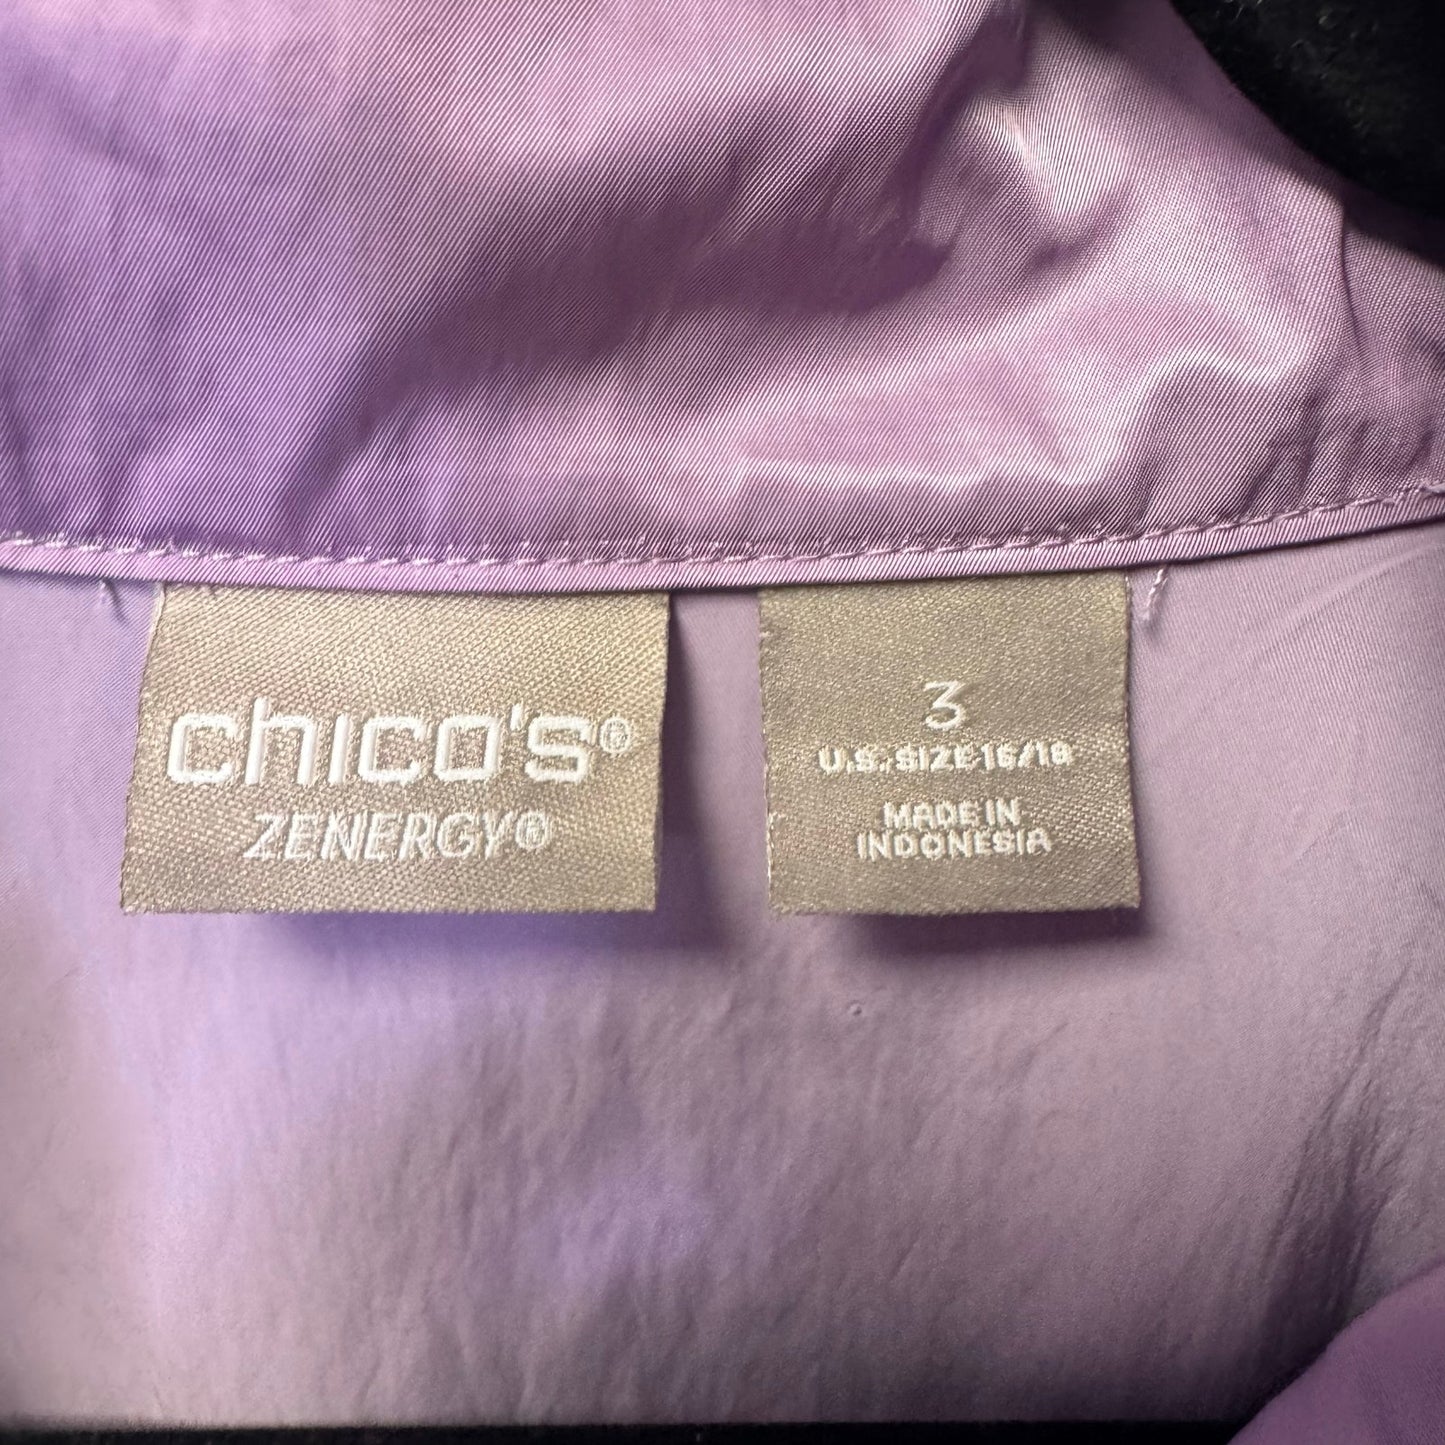 chico's®
ZENERGY®
3
U.S. SIZE 16/18
MADE IN
INDONESIA